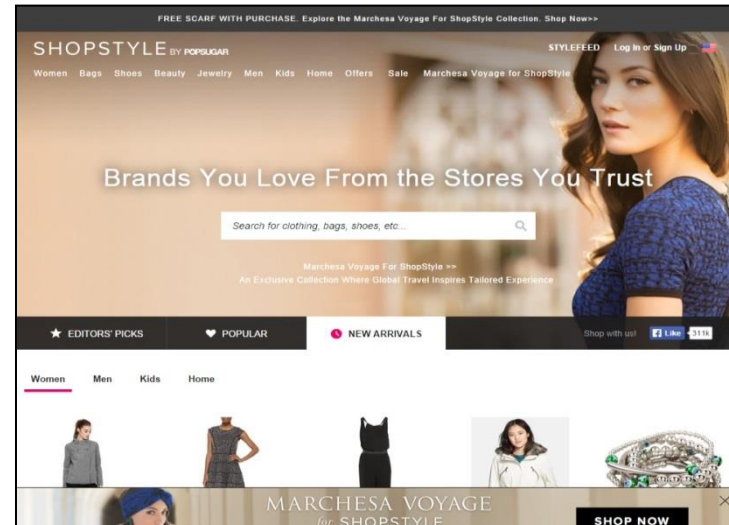 FREE SCARF WITH PURCHASE. Explore the Marchesa Voyage For ShopStyle Collection. Shop Now>>
SHOPSTYLE BY POPSUGAR
STYLEFEED Log In or Sign Up
Women Bags Shoes Beauty Jewelry Men Kids Home Offers Sale Marchesa Voyage for ShopStyle
Brands You Love From the Stores You Trust
Search for clothing, bags, shoes, etc...
Marchesa Voyage For ShopStyle >>
An Exclusive Collection Where Global Travel Inspires Tailored Experience
EDITORS' PICKS POPULAR NEW ARRIVALS Shop with us! Like 311k
Women Men Kids Home
MARCHESA VOYAGE
for SHOPSTYLE
SHOP NOW